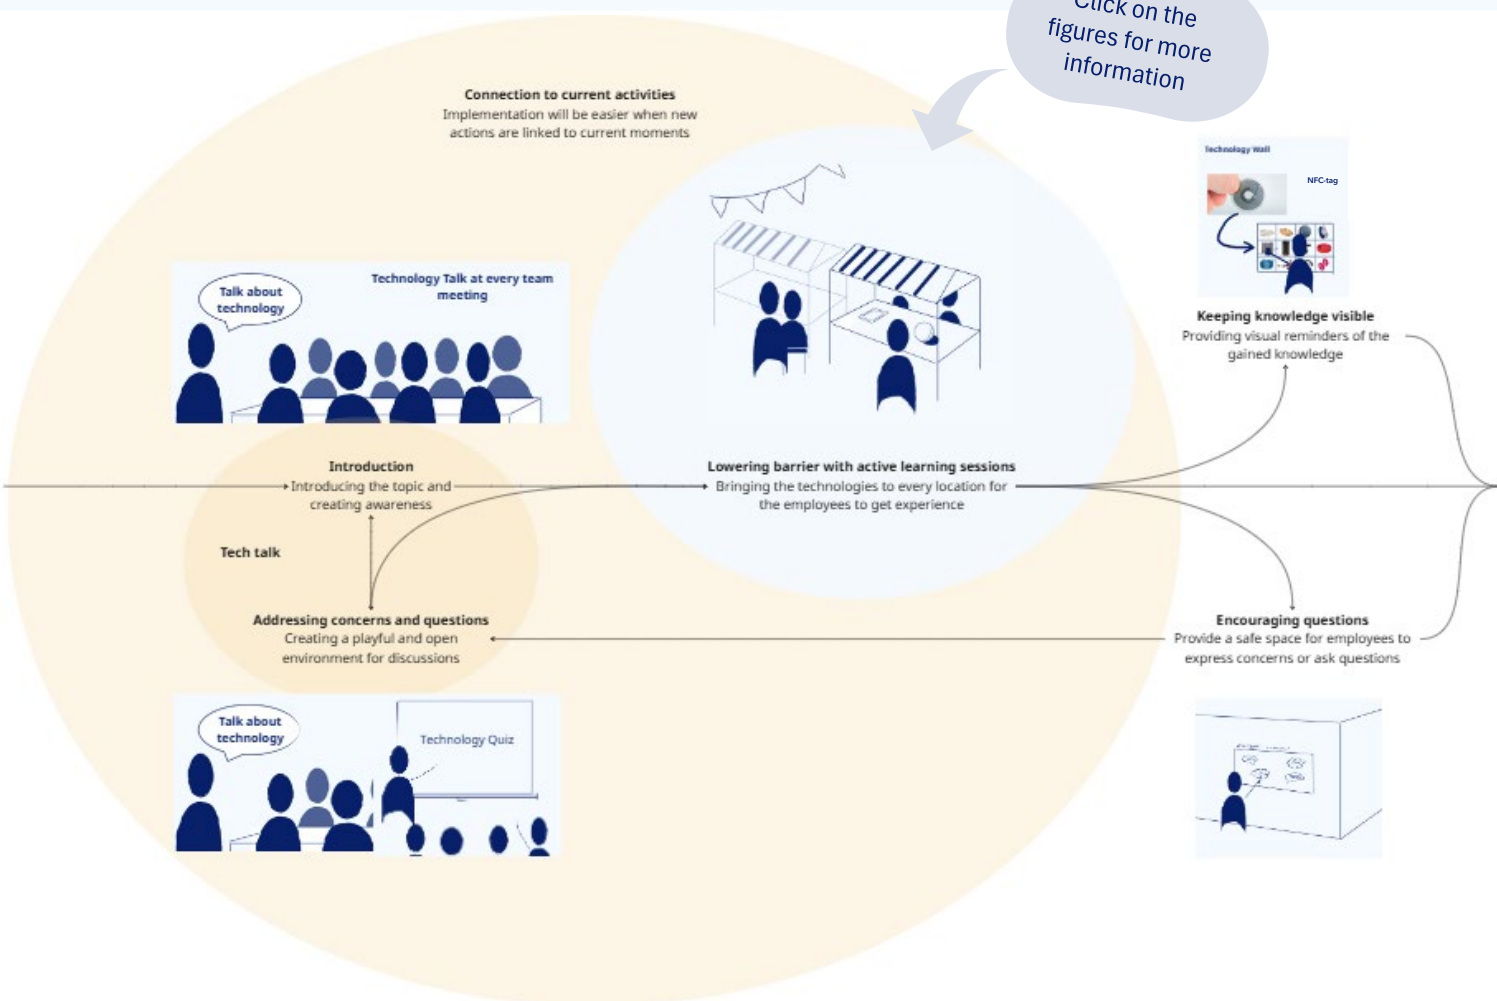 Click on the
figures for more
information
Connection to current activities
Implementation will be easier when new
actions are linked to current moments
Technology Wall
NFC-tag
Talk about
technology
Technology Talk at every team
meeting
Keeping knowledge visible
Providing visual reminders of the
gained knowledge
Introduction
Introducing the topic and
creating awareness
Lowering barrier with active learning sessions
Bringing the technologies to every location for
the employees to get experience
Tech talk
Addressing concerns and questions
Creating a playful and open
environment for discussions
Encouraging questions
Provide a safe space for employees to
express concerns or ask questions
Talk about
technology
Technology Quiz